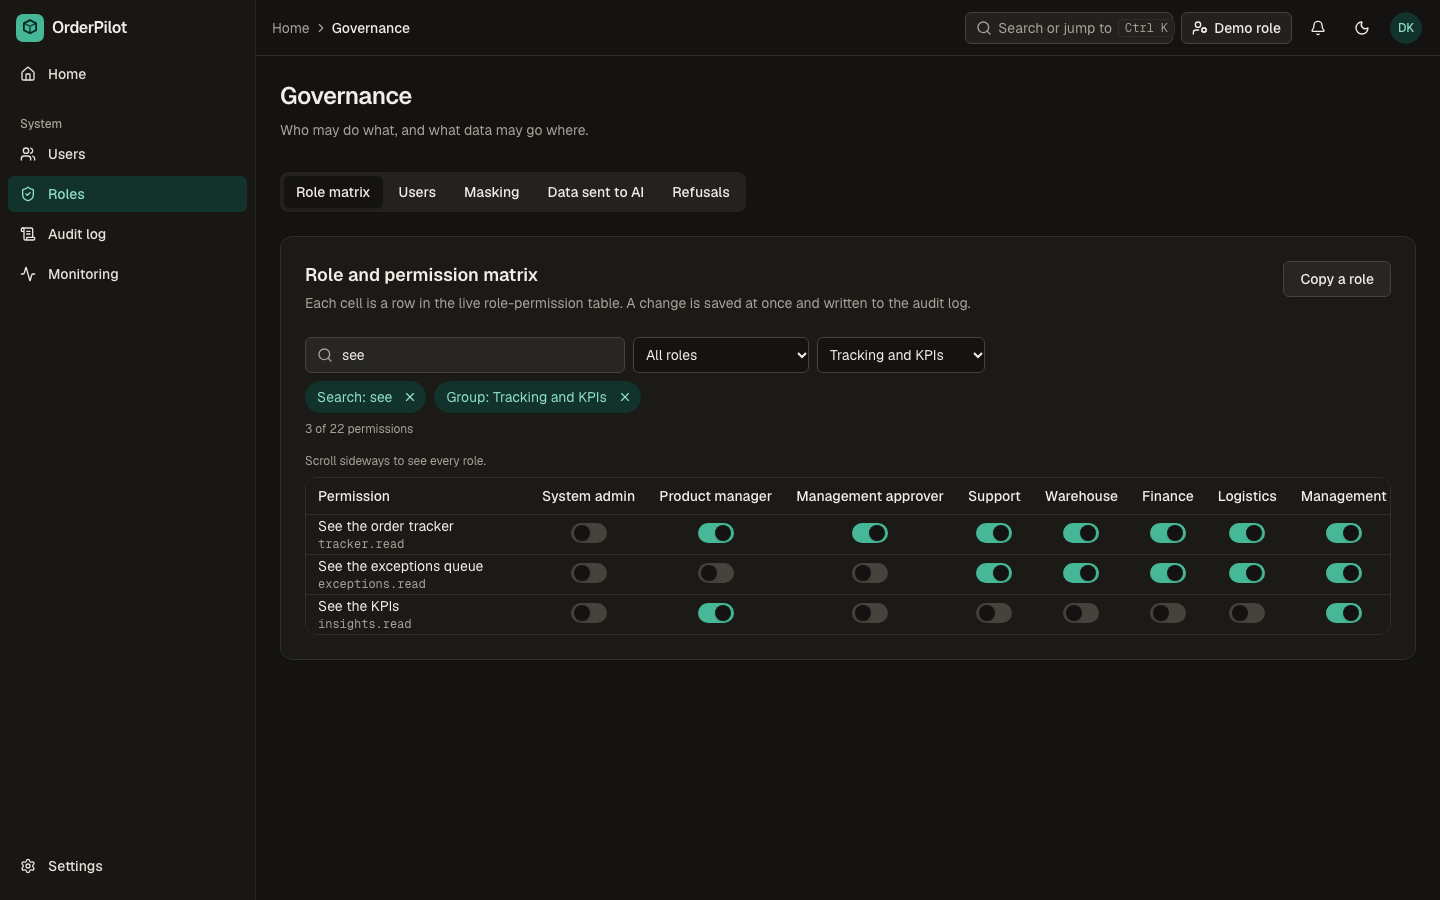 OrderPilot
Home
System
Users
Roles
Audit log
Monitoring
Settings
Home > Governance
Search or jump to Ctrl K
Demo role
DK
Governance
Who may do what, and what data may go where.
Role matrix Users Masking Data sent to AI Refusals
Role and permission matrix
Each cell is a row in the live role-permission table. A change is saved at once and written to the audit log.
Copy a role
see
All roles
Tracking and KPIs
Search: see
Group: Tracking and KPIs
3 of 22 permissions
Scroll sideways to see every role.
Permission System admin Product manager Management approver Support Warehouse Finance Logistics Management
See the order tracker
tracker.read
See the exceptions queue
exceptions.read
See the KPIs
insights.read